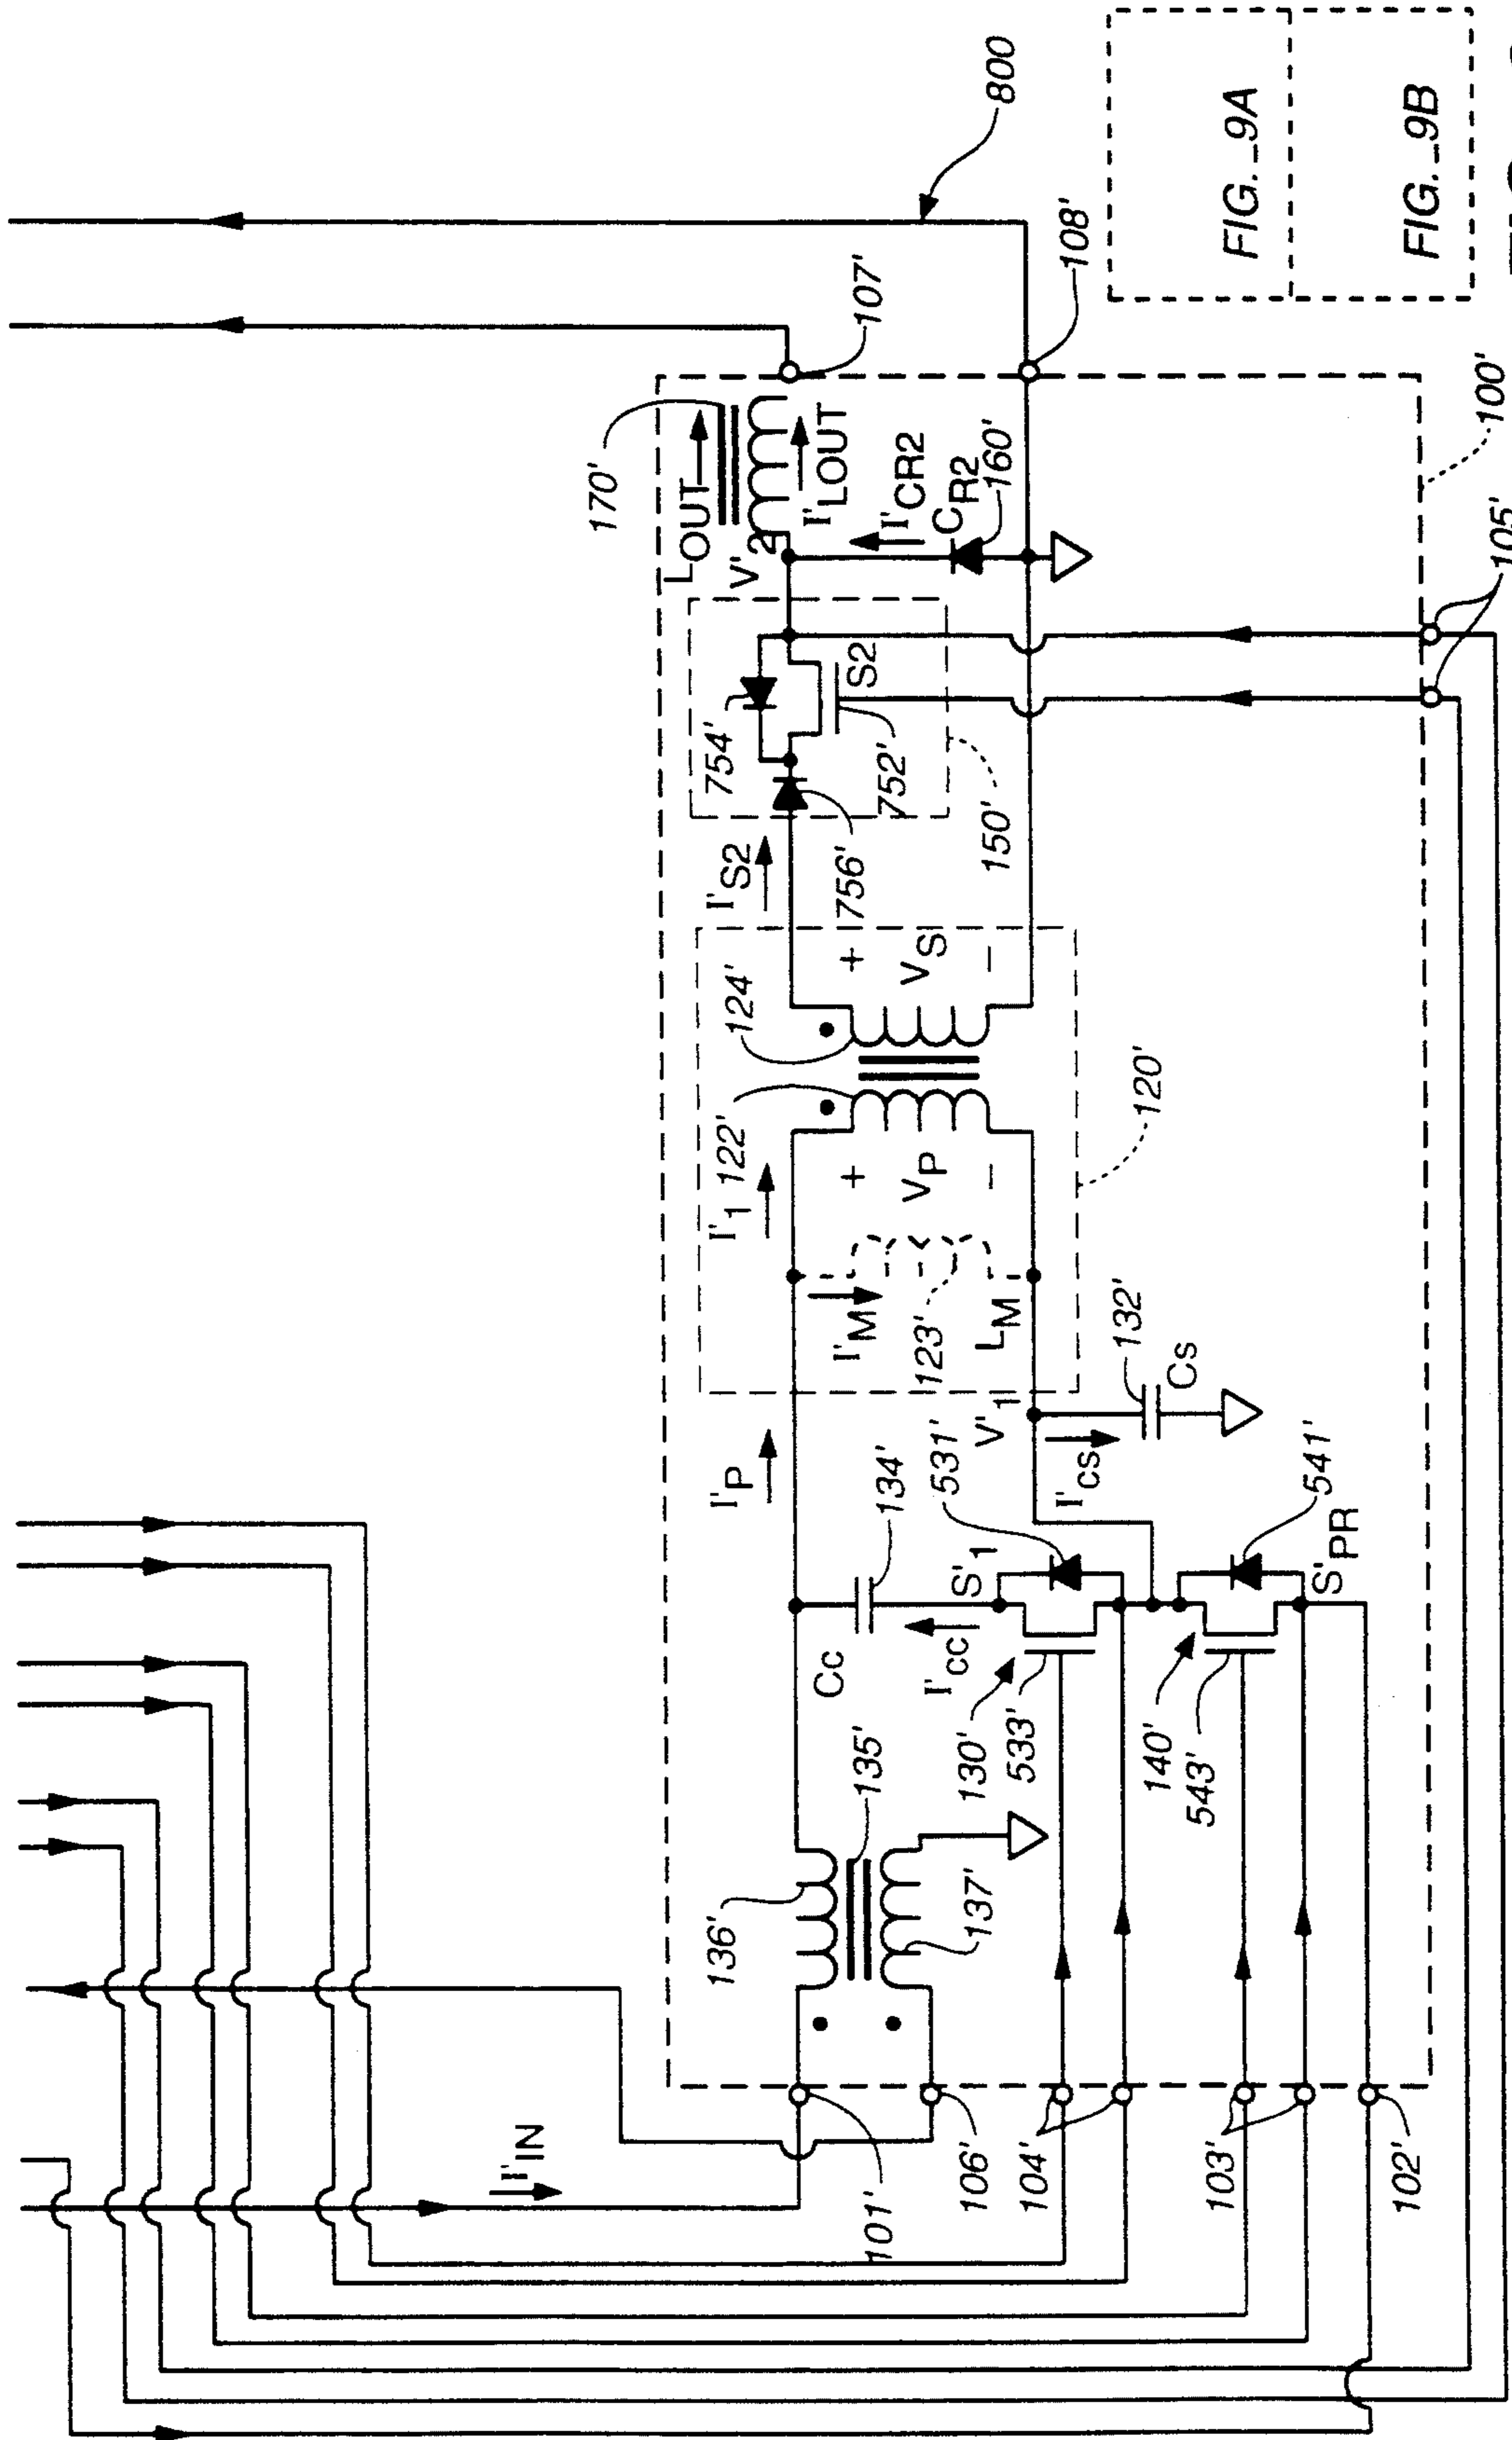 I'IN
170'
LOUT
136'
I'P
I'1
122'
124'
I'S2
754'
V'2
I'LOUT
107'
101'
135'
Cc
134'
I'M
+
VP
−
+
VS
−
756'
752'
S2
I'CR2
CR2
160'
106'
137'
130'
I'cc
S'1
531'
V'1
123'
LM
104'
533'
I'cs
132'
Cs
120'
150'
108'
800
103'
140'
543'
541'
S'PR
102'
100'
105'
FIG._9A
FIG._9B